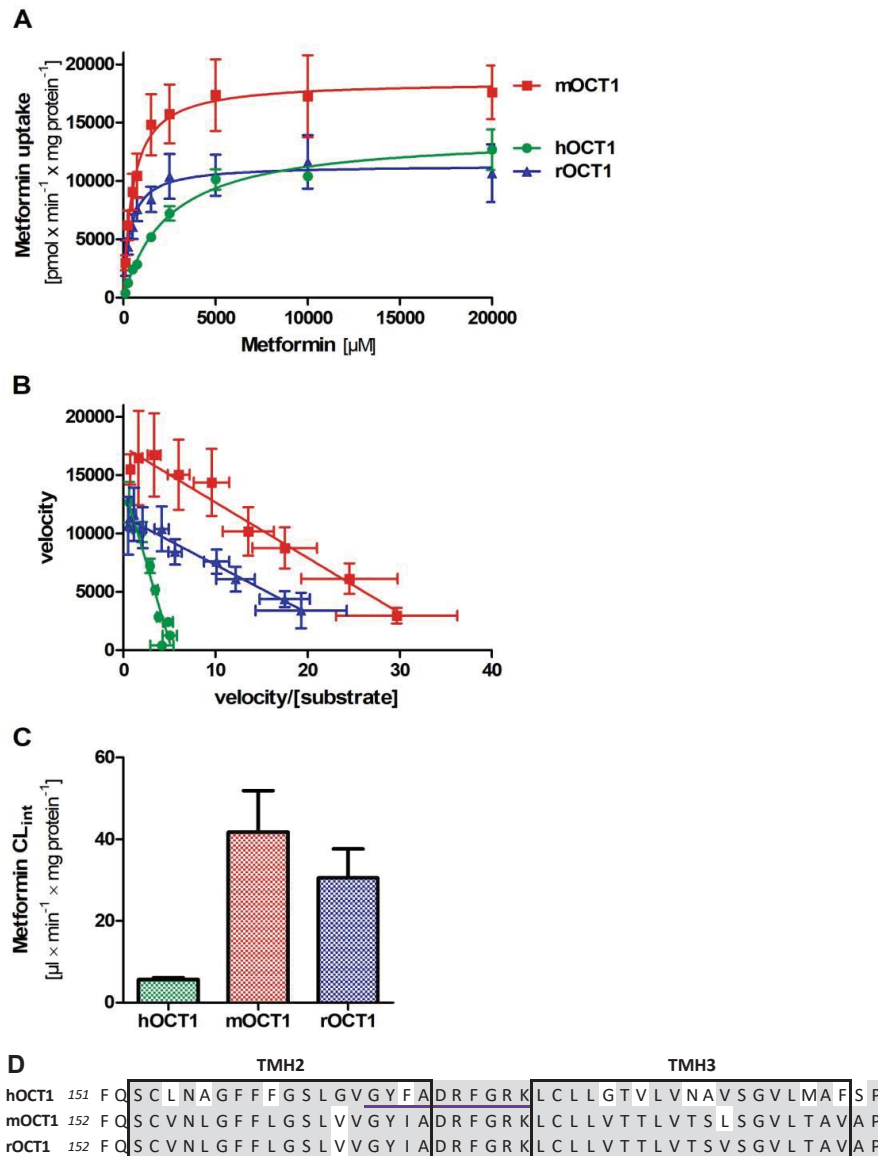 A
20000
15000
10000
5000
0
Metformin uptake
[pmol x min⁻¹ x mg protein⁻¹]
mOCT1
hOCT1
rOCT1
0 5000 10000 15000 20000
Metformin [µM]
B
20000
15000
10000
5000
0
velocity
0 10 20 30 40
velocity/[substrate]
C
60
40
20
0
Metformin CLint
[µl × min⁻¹ × mg protein⁻¹]
hOCT1 mOCT1 rOCT1
D
TMH2 TMH3
hOCT1 151 F Q S C L N A G F F F G S L G V G Y F A D R F G R K L C L L G T V L V N A V S G V L M A F S P
mOCT1 152 F Q S C V N L G F F L G S L V V G Y I A D R F G R K L C L L V T T L V T S L S G V L T A V A P
rOCT1 152 F Q S C V N L G F F L G S L V V G Y I A D R F G R K L C L L V T T L V T S V S G V L T A V A P